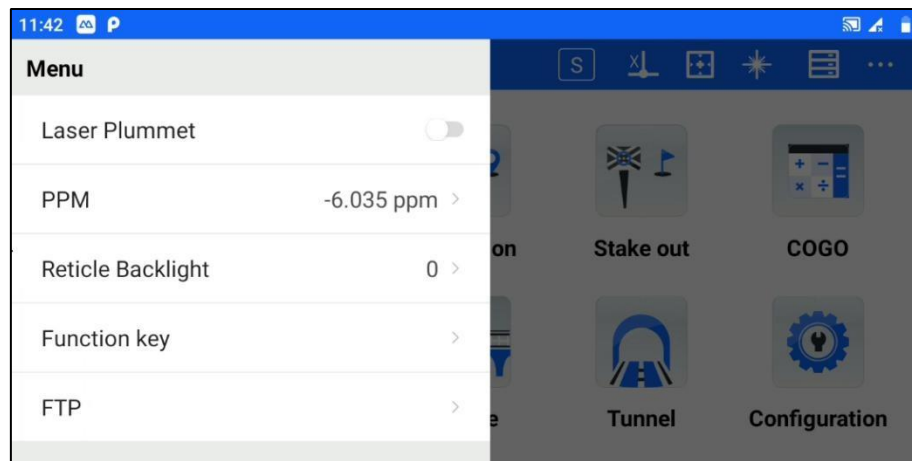 11:42
Menu
S X
Laser Plummet
PPM -6.035 ppm >
Reticle Backlight 0 >
Function key >
FTP >
on Stake out COGO
e Tunnel Configuration